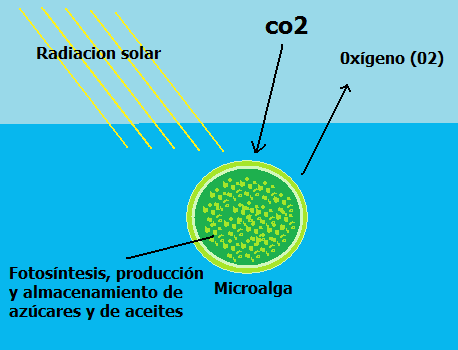 co2
Radiacion solar
0xígeno (02)
Fotosíntesis, producción
y almacenamiento de
azúcares y de aceites
Microalga